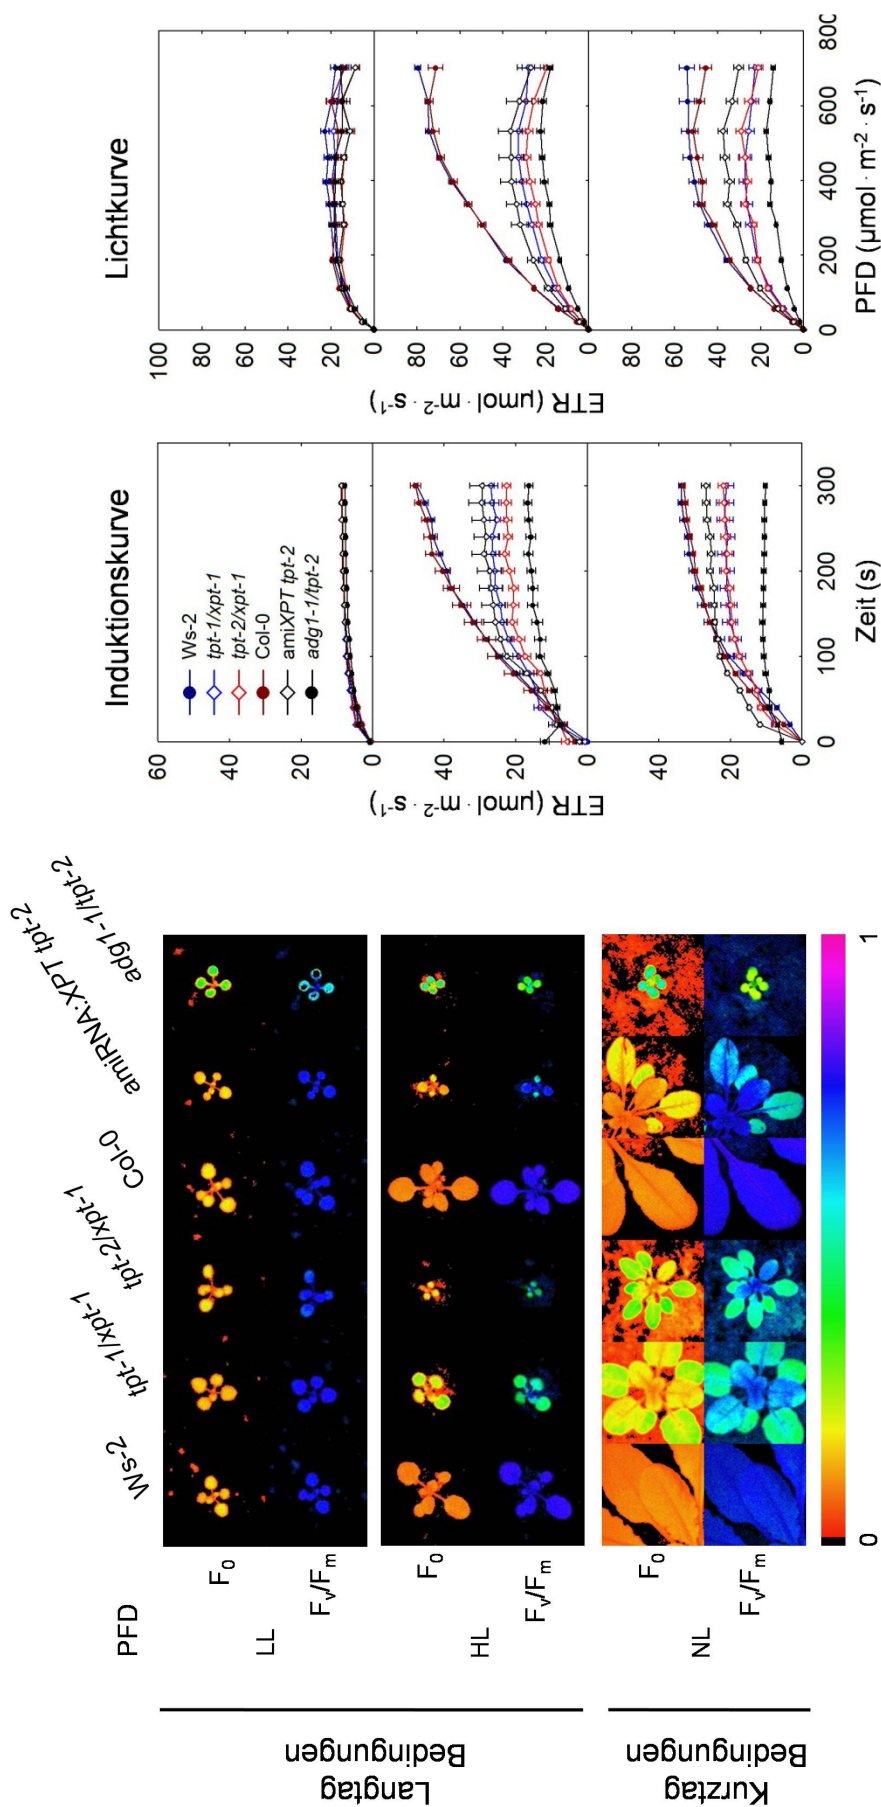 Ws-2
tpt-1/xpt-1
tpt-2/xpt-1
Col-0
amiRNA:XPT tpt-2
adg1-1/tpt-2
PFD
Langtag
Bedingungen
LL
F0
Fv/Fm
HL
F0
Fv/Fm
Kurztag
Bedingungen
NL
F0
Fv/Fm
0
1
Induktionskurve
60
40
20
0
Ws-2
tpt-1/xpt-1
tpt-2/xpt-1
Col-0
amiXPT tpt-2
adg1-1/tpt-2
60
40
20
0
ETR (µmol · m-2 · s-1)
60
40
20
0
0
100
200
300
Zeit (s)
Lichtkurve
100
80
60
40
20
0
80
60
40
20
0
ETR (µmol · m-2 · s-1)
80
60
40
20
0
0
200
400
600
800
PFD (µmol · m-2 · s-1)